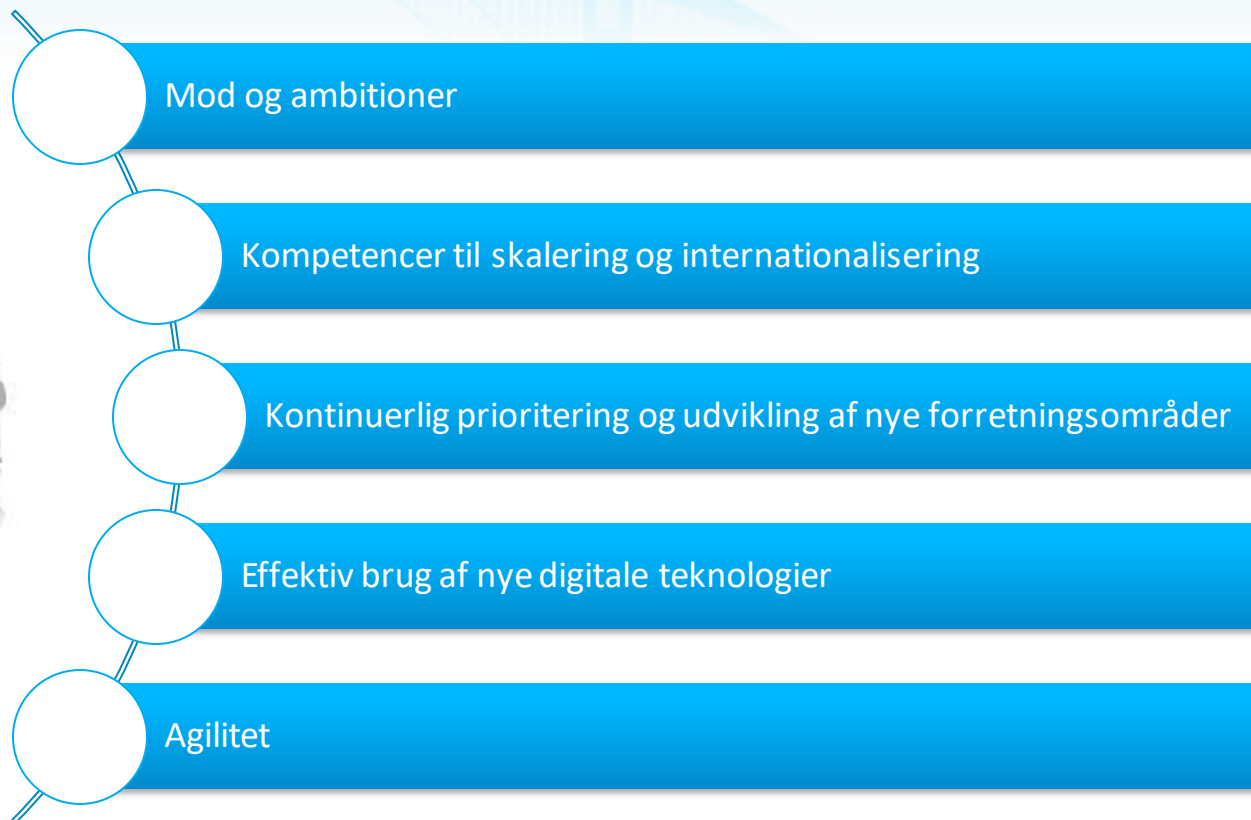 Mod og ambitioner
Kompetencer til skalering og internationalisering
Kontinuerlig prioritering og udvikling af nye forretningsområder
Effektiv brug af nye digitale teknologier
Agilitet